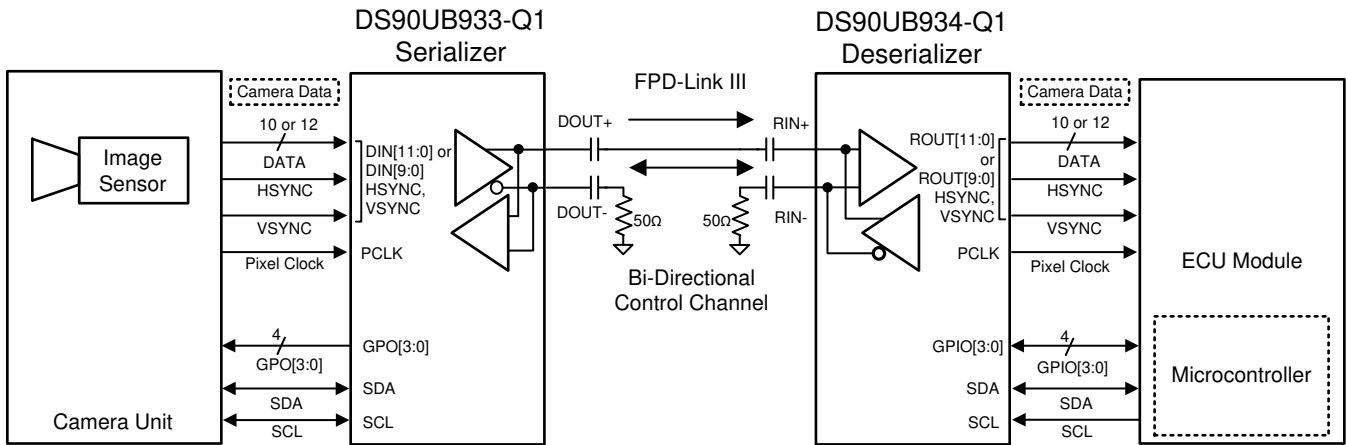 DS90UB933-Q1
Serializer
DS90UB934-Q1
Deserializer
Camera Data
10 or 12
DATA
HSYNC
VSYNC
Pixel Clock
Image
Sensor
4
GPO[3:0]
SDA
SCL
Camera Unit
DIN[11:0] or
DIN[9:0]
HSYNC,
VSYNC
PCLK
GPO[3:0]
SDA
SCL
FPD-Link III
DOUT+
DOUT-
50Ω
RIN+
RIN-
50Ω
Bi-Directional
Control Channel
ROUT[11:0]
or
ROUT[9:0]
HSYNC,
VSYNC
PCLK
GPIO[3:0]
SDA
SCL
Camera Data
10 or 12
DATA
HSYNC
VSYNC
Pixel Clock
4
GPIO[3:0]
SDA
SCL
ECU Module
Microcontroller